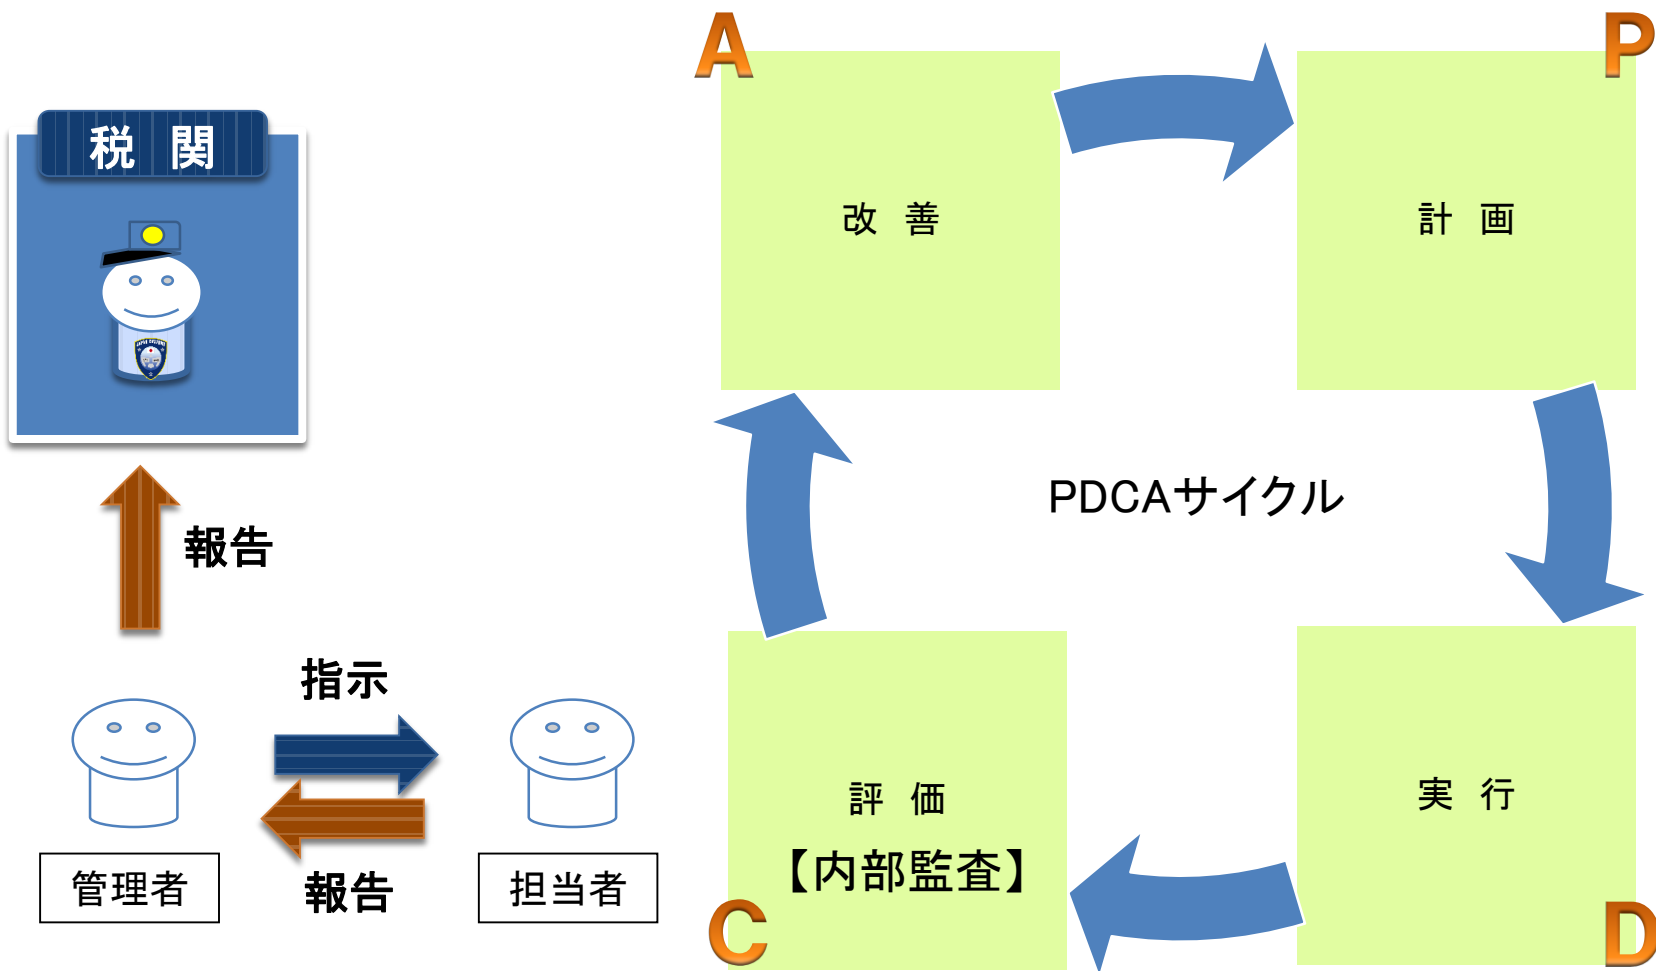 税　関
報告
指示
報告
管理者
担当者
A
改　善
P
計　画
PDCAサイクル
評　価
【内部監査】
C
実　行
D